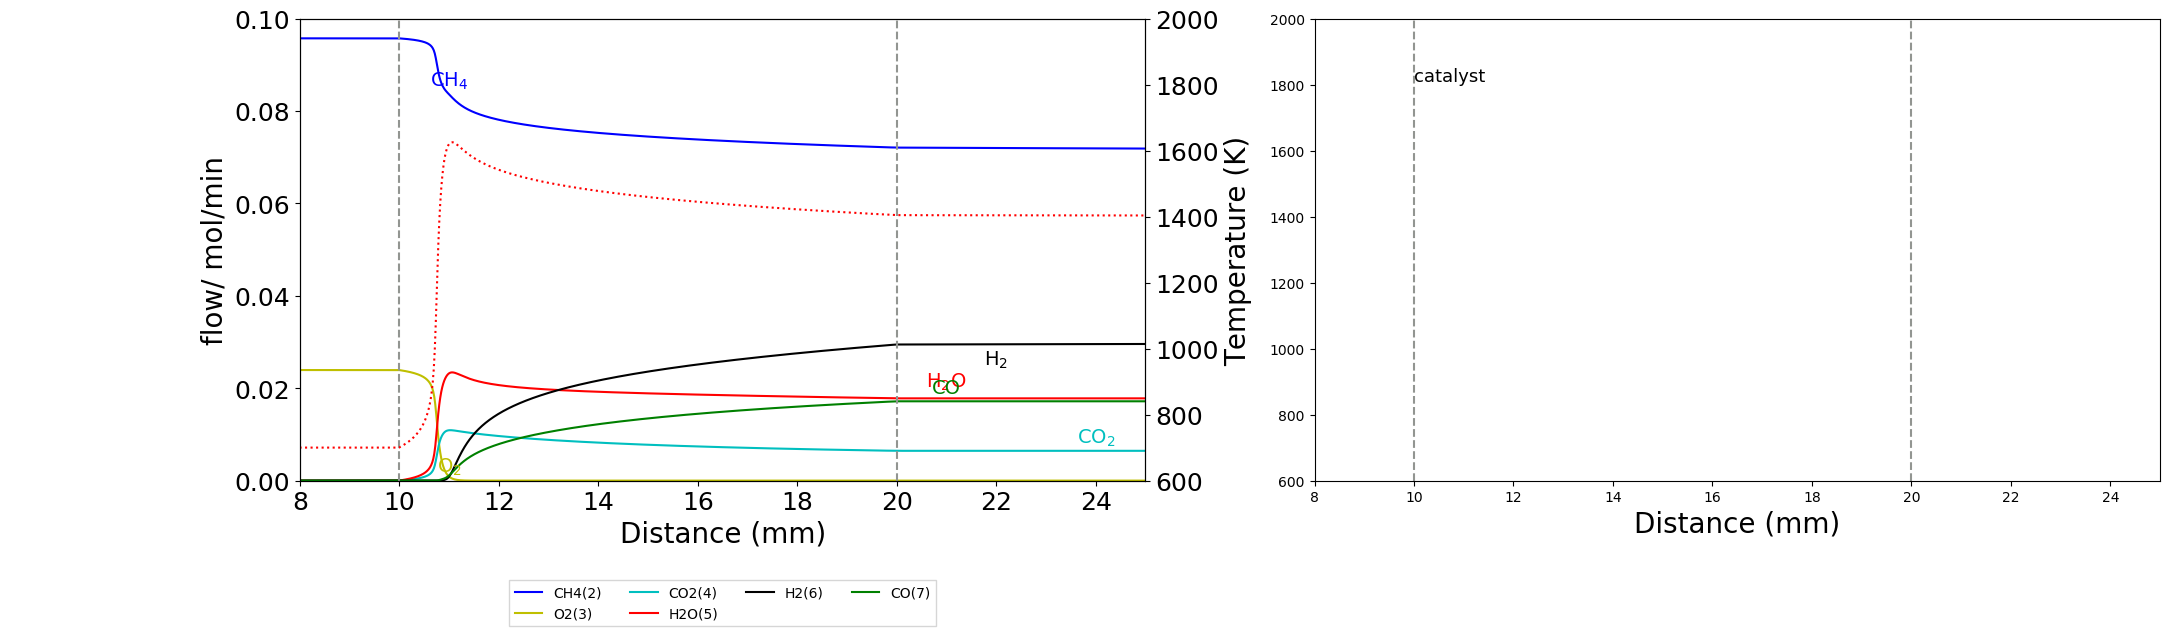 0.10
0.08
0.06
0.04
0.02
0.00
flow/ mol/min
8 10 12 14 16 18 20 22 24
Distance (mm)
2000
1800
1600
1400
1200
1000
800
600
Temperature (K)
CH₄
H₂
H₂O
CO
CO₂
O₂
CH4(2) CO2(4) H2(6) CO(7)
O2(3) H2O(5)
2000
1800
1600
1400
1200
1000
800
600
catalyst
8 10 12 14 16 18 20 22 24
Distance (mm)